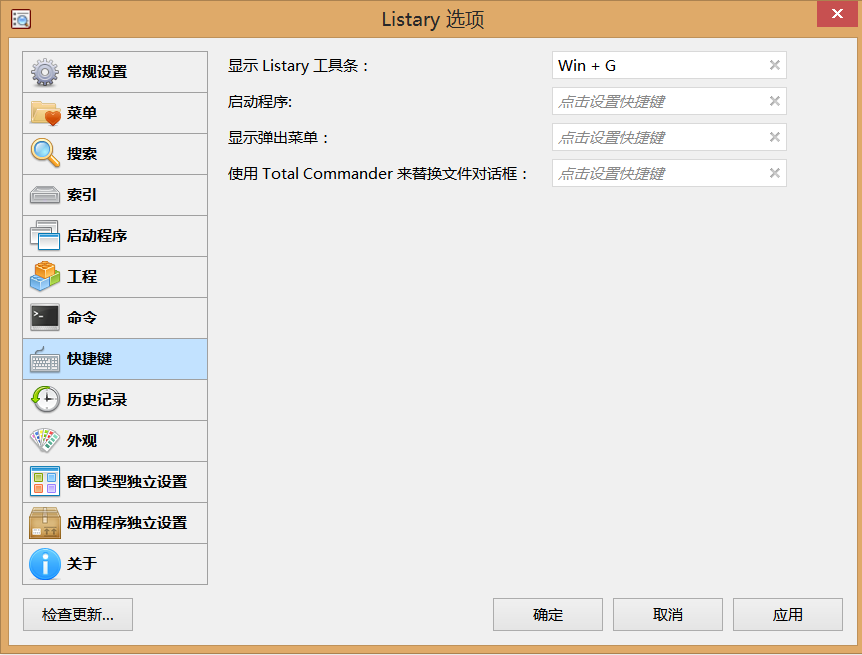 Listary 选项
常规设置
菜单
搜索
索引
启动程序
工程
命令
快捷键
历史记录
外观
窗口类型独立设置
应用程序独立设置
关于
显示 Listary 工具条：
Win + G
启动程序:
点击设置快捷键
显示弹出菜单：
点击设置快捷键
使用 Total Commander 来替换文件对话框：
点击设置快捷键
检查更新...
确定
取消
应用